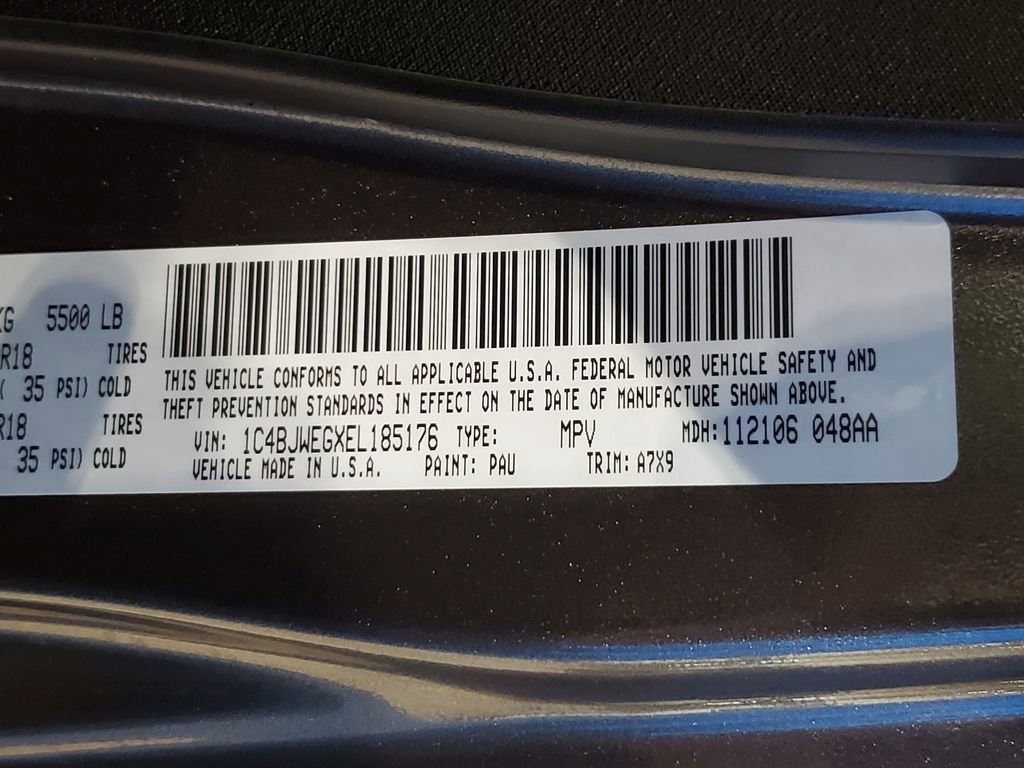 KG 5500 LB
R18 TIRES
( 35 PSI) COLD
R18 TIRES
35 PSI) COLD
THIS VEHICLE CONFORMS TO ALL APPLICABLE U.S.A. FEDERAL MOTOR VEHICLE SAFETY AND
THEFT PREVENTION STANDARDS IN EFFECT ON THE DATE OF MANUFACTURE SHOWN ABOVE.
VIN: 1C4BJWEGXEL185176 TYPE: MPV MDH: 112106 048AA
VEHICLE MADE IN U.S.A. PAINT: PAU TRIM: A7X9